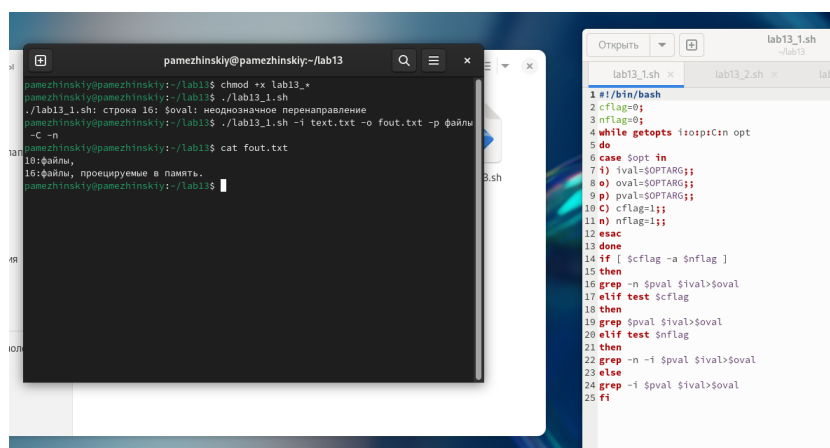 pamezhinskiy@pamezhinskiy:~/lab13
pamezhinskiy@pamezhinskiy:~/lab13$ chmod +x lab13_*
pamezhinskiy@pamezhinskiy:~/lab13$ ./lab13_1.sh
./lab13_1.sh: строка 16: $oval: неоднозначное перенаправление
pamezhinskiy@pamezhinskiy:~/lab13$ ./lab13_1.sh -i text.txt -o fout.txt -p файлы
-C -n
pamezhinskiy@pamezhinskiy:~/lab13$ cat fout.txt
10:файлы,
16:файлы, проецируемые в память.
pamezhinskiy@pamezhinskiy:~/lab13$
3.sh
Открыть
lab13_1.sh
~/lab13
lab13_1.sh × lab13_2.sh × la
1 #!/bin/bash
2 cflag=0;
3 nflag=0;
4 while getopts i:o:p:C:n opt
5 do
6 case $opt in
7 i) ival=$OPTARG;;
8 o) oval=$OPTARG;;
9 p) pval=$OPTARG;;
10 C) cflag=1;;
11 n) nflag=1;;
12 esac
13 done
14 if [ $cflag -a $nflag ]
15 then
16 grep -n $pval $ival>$oval
17 elif test $cflag
18 then
19 grep $pval $ival>$oval
20 elif test $nflag
21 then
22 grep -n -i $pval $ival>$oval
23 else
24 grep -i $pval $ival>$oval
25 fi